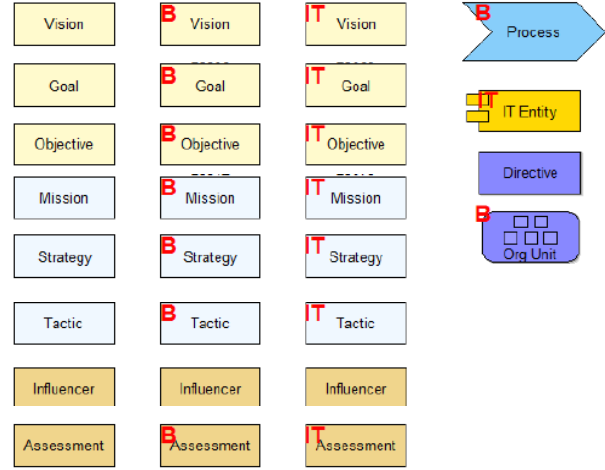 Vision B Vision IT Vision B Process
Goal B Goal IT Goal IT IT Entity
Objective B Objective IT Objective Directive
Mission B Mission IT Mission B Org Unit
Strategy B Strategy IT Strategy
Tactic B Tactic IT Tactic
Influencer Influencer Influencer
Assessment B Assessment IT Assessment